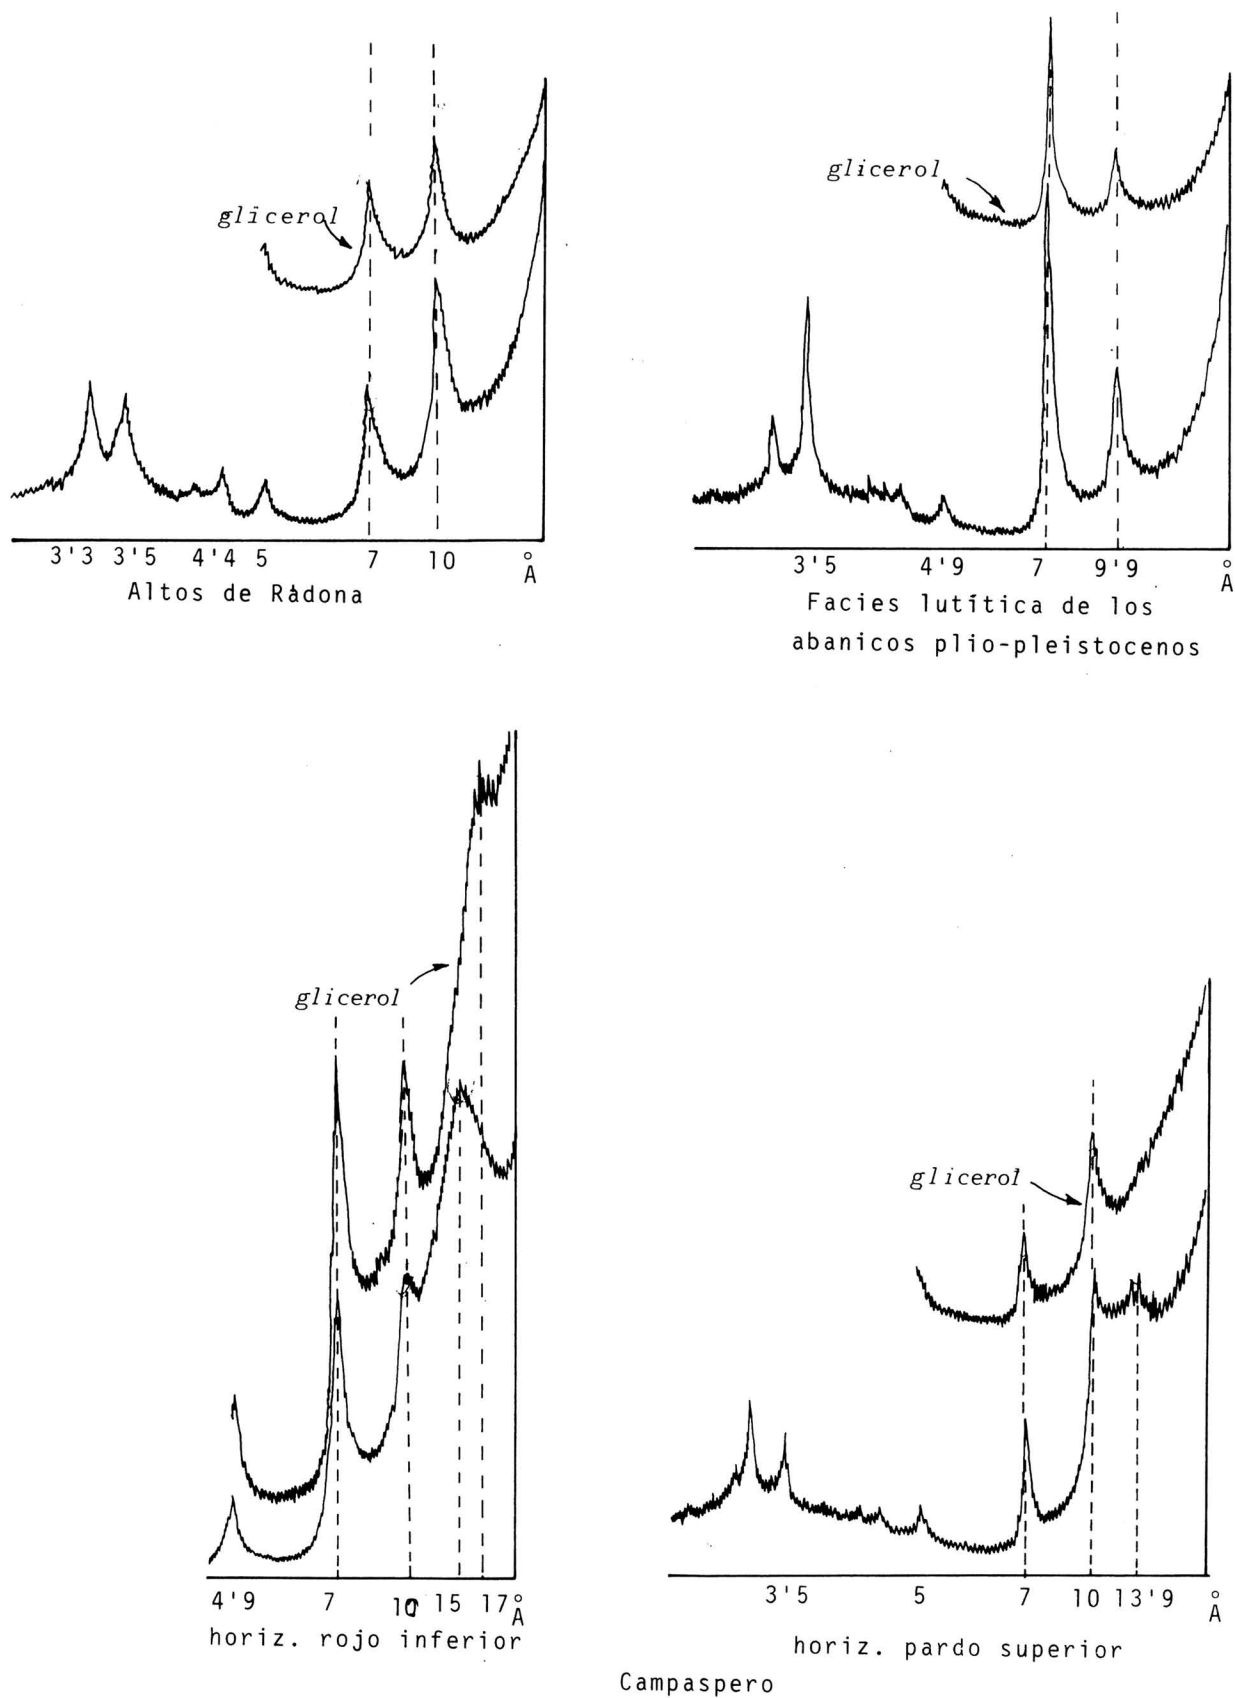 glicerol
3'3 3'5 4'4 5 7 10 Å
Altos de Ràdona
glicerol
3'5 4'9 7 9'9 Å
Facies lutítica de los
abanicos plio-pleistocenos
glicerol
4'9 7 10 15 17 Å
horiz. rojo inferior
glicerol
3'5 5 7 10 13'9 Å
horiz. pardo superior
Campaspero